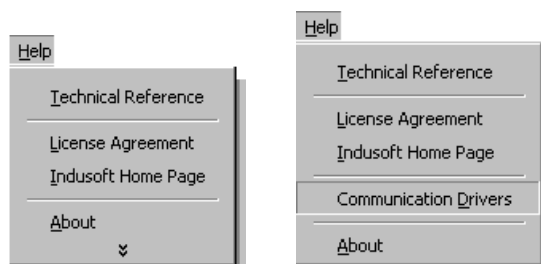 Help
Technical Reference
License Agreement
Indusoft Home Page
About
Help
Technical Reference
License Agreement
Indusoft Home Page
Communication Drivers
About